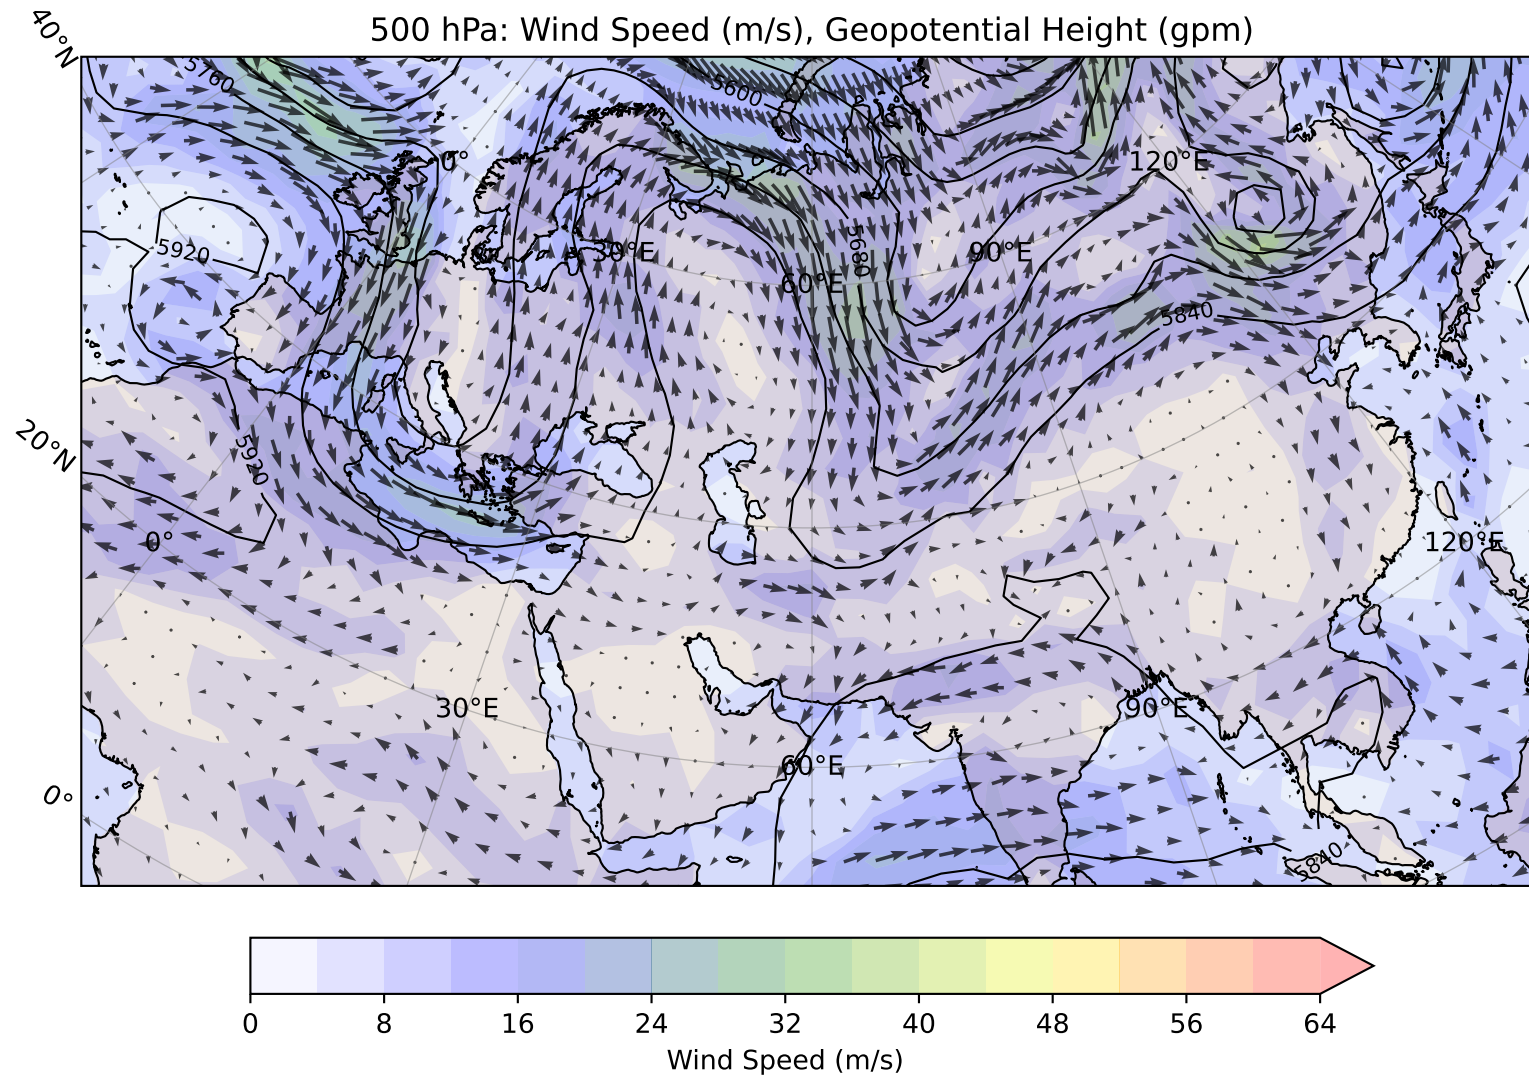 500 hPa: Wind Speed (m/s), Geopotential Height (gpm)
40°N
5760
5600
0°
120°E
5920
30°E
5680
90°E
60°E
5840
20°N
5920
0°
120°E
30°E
90°E
60°E
0°
5840
0 8 16 24 32 40 48 56 64
Wind Speed (m/s)